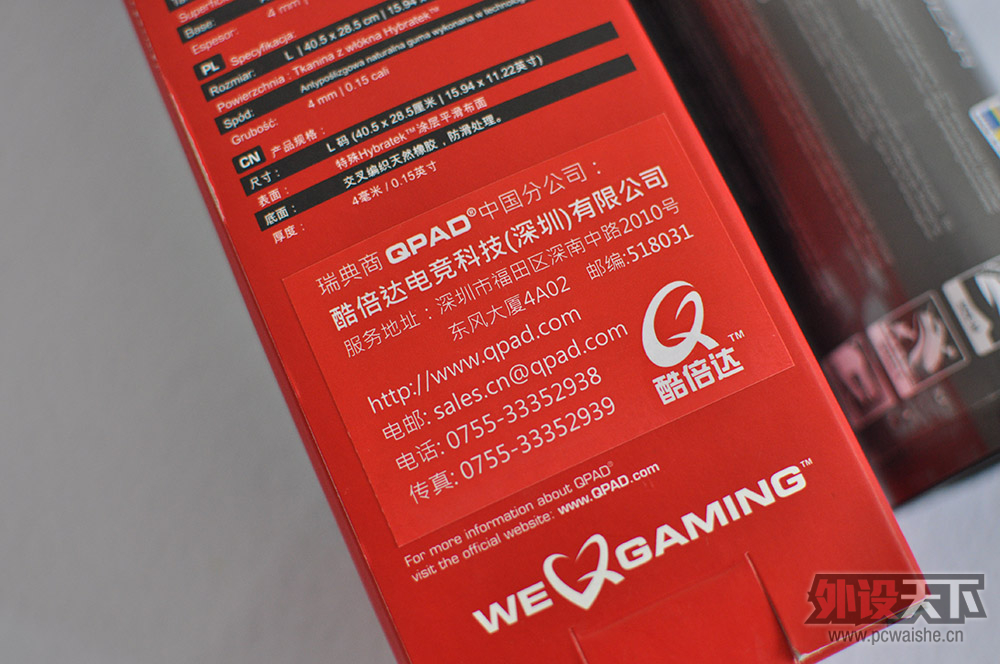 Base:
4 mm |
Espesor:
PL Specyfikacja:
Rozmiar: L | 40.5 x 28.5 cm | 15.94 x
Powierzchnia: Tkanina z włókna Hybratek™
Spód: Antypoślizgowa naturalna guma wykonana w technologi
Grubość: 4 mm | 0.15 cali
CN 产品规格：
尺寸： L 码 (40.5 x 28.5厘米 | 15.94 x 11.22英寸)
表面： 特殊Hybratek™涂层平滑布面
底面： 交叉编织天然橡胶，防滑处理。
厚度： 4毫米 / 0.15英寸
瑞典商 QPAD®中国分公司：
酷倍达电竞科技(深圳)有限公司
服务地址：深圳市福田区深南中路2010号
东风大厦4A02 邮编:518031
http://www.qpad.com
电邮: sales.cn@qpad.com
电话: 0755-33352938
传真: 0755-33352939
酷倍达™
For more information about QPAD®
visit the official website: www.QPAD.com
WE GAMING™
外设天下
www.pcwaishe.cn